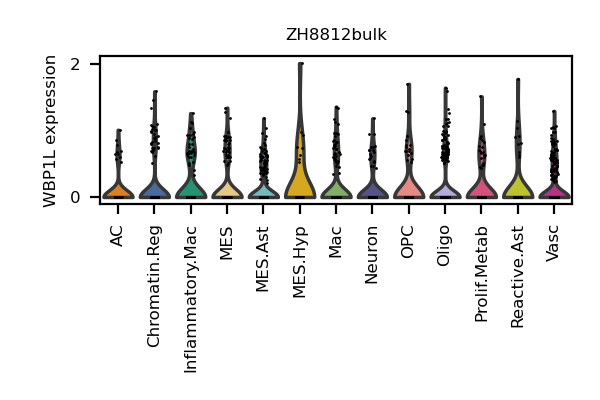 ZH8812bulk
WBP1L expression
2
0
AC
Chromatin.Reg
Inflammatory.Mac
MES
MES.Ast
MES.Hyp
Mac
Neuron
OPC
Oligo
Prolif.Metab
Reactive.Ast
Vasc